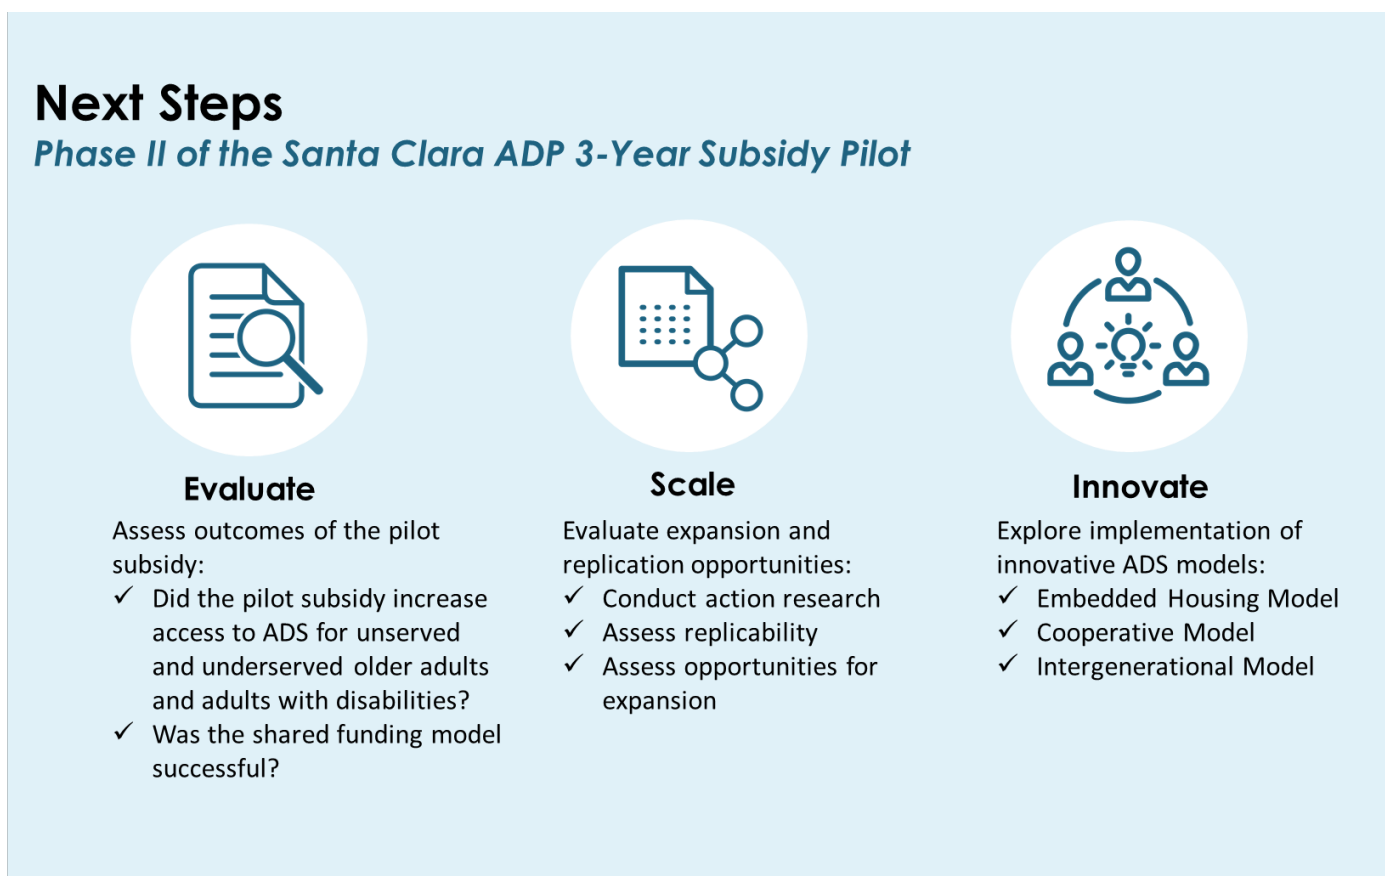 Next Steps
Phase II of the Santa Clara ADP 3-Year Subsidy Pilot
Evaluate
Assess outcomes of the pilot
subsidy:
✓ Did the pilot subsidy increase
access to ADS for unserved
and underserved older adults
and adults with disabilities?
✓ Was the shared funding model
successful?
Scale
Evaluate expansion and
replication opportunities:
✓ Conduct action research
✓ Assess replicability
✓ Assess opportunities for
expansion
Innovate
Explore implementation of
innovative ADS models:
✓ Embedded Housing Model
✓ Cooperative Model
✓ Intergenerational Model